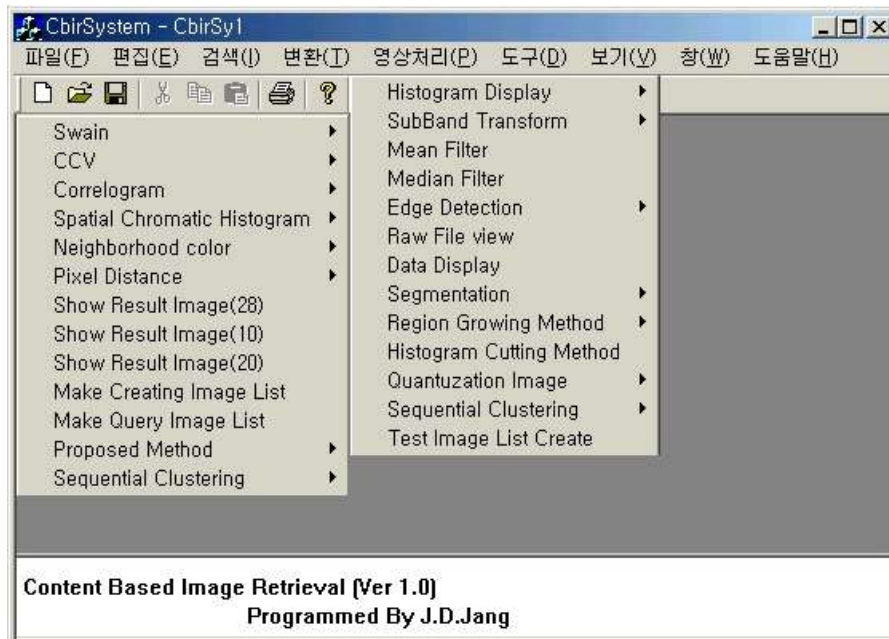 CbirSystem - CbirSy1
파일(F) 편집(E) 검색(I) 변환(T) 영상처리(P) 도구(D) 보기(V) 창(W) 도움말(H)
Swain
CCV
Correlogram
Spatial Chromatic Histogram
Neighborhood color
Pixel Distance
Show Result Image(28)
Show Result Image(10)
Show Result Image(20)
Make Creating Image List
Make Query Image List
Proposed Method
Sequential Clustering
Histogram Display
SubBand Transform
Mean Filter
Median Filter
Edge Detection
Raw File view
Data Display
Segmentation
Region Growing Method
Histogram Cutting Method
Quantuzation Image
Sequential Clustering
Test Image List Create
Content Based Image Retrieval (Ver 1.0)
Programmed By J.D.Jang